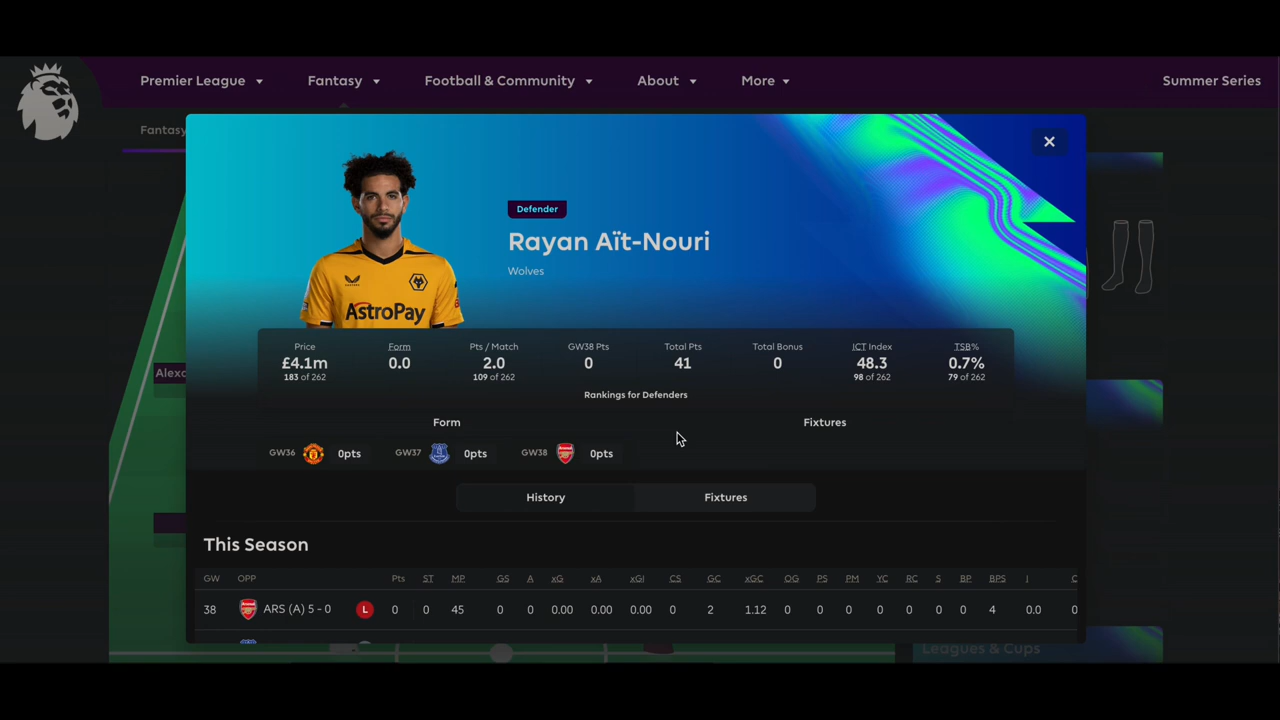 Premier League Fantasy Football & Community About More Summer Series
Fantasy
Defender
Rayan Aït-Nouri
Wolves
AstroPay
Price Form Pts / Match GW38 Pts Total Pts Total Bonus ICT Index TSB%
£4.1m 0.0 2.0 0 41 0 48.3 0.7%
183 of 262 109 of 262 98 of 262 79 of 262
Alexa
Rankings for Defenders
Form Fixtures
GW36 0pts GW37 0pts GW38 0pts
History Fixtures
This Season
GW OPP Pts ST MP GS A xG xA xGI CS GC xGC OG PS PM YC RC S BP BPS I C
38 ARS (A) 5 - 0 L 0 0 45 0 0 0.00 0.00 0.00 0 2 1.12 0 0 0 0 0 0 0 4 0.0 0
Leagues & Cups